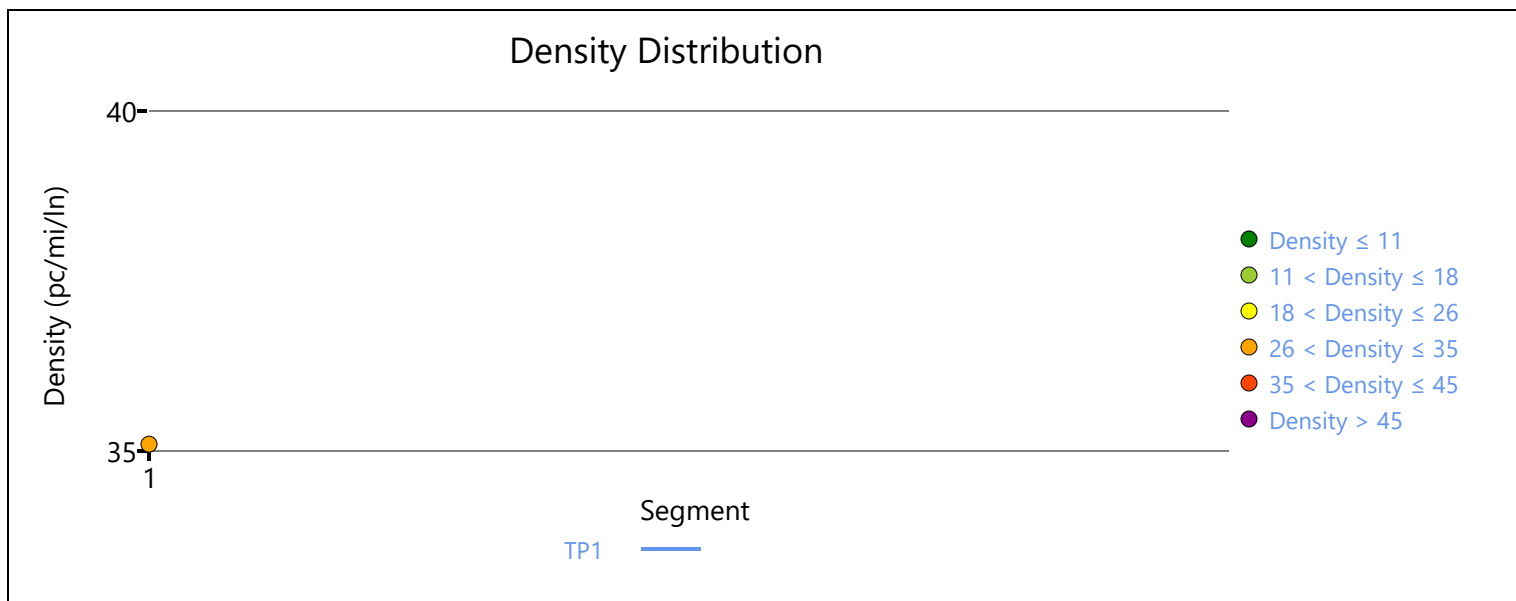 Density Distribution
40
Density (pc/mi/ln)
Density ≤ 11
11 < Density ≤ 18
18 < Density ≤ 26
26 < Density ≤ 35
35 < Density ≤ 45
Density > 45
35
1
Segment
TP1